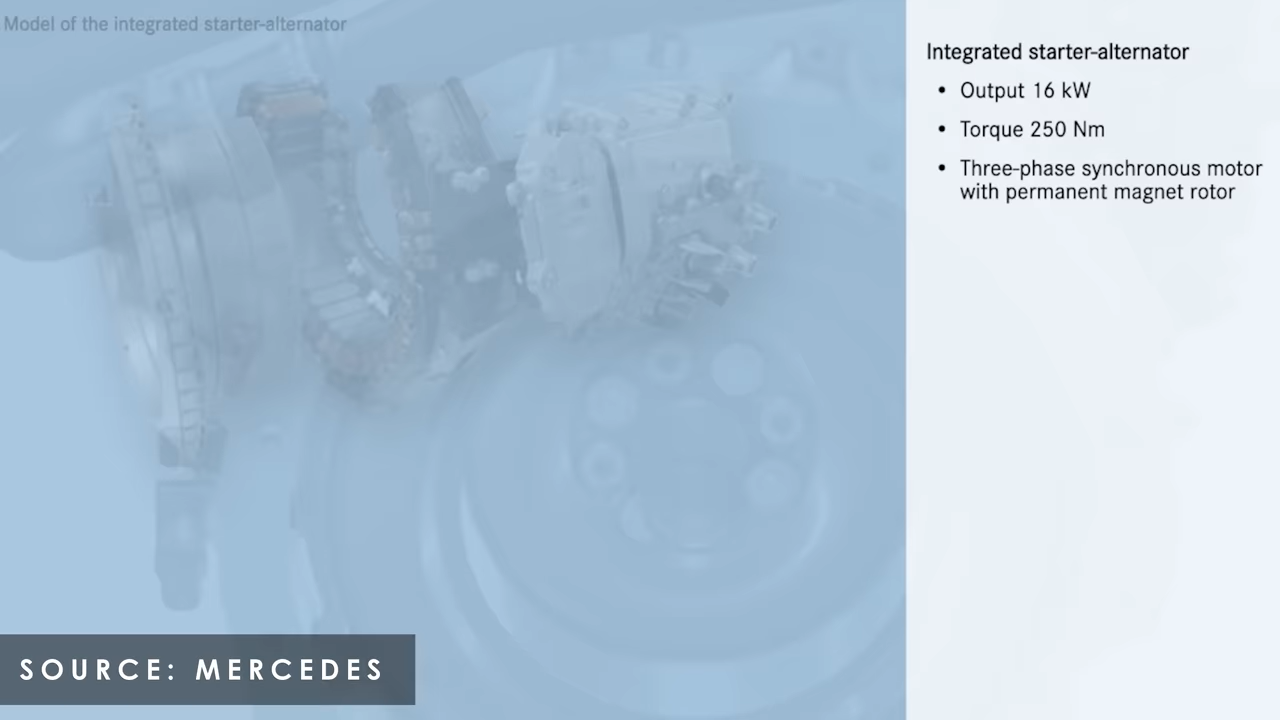 Model of the integrated starter-alternator
Integrated starter-alternator
• Output 16 kW
• Torque 250 Nm
• Three-phase synchronous motor
with permanent magnet rotor
SOURCE: MERCEDES